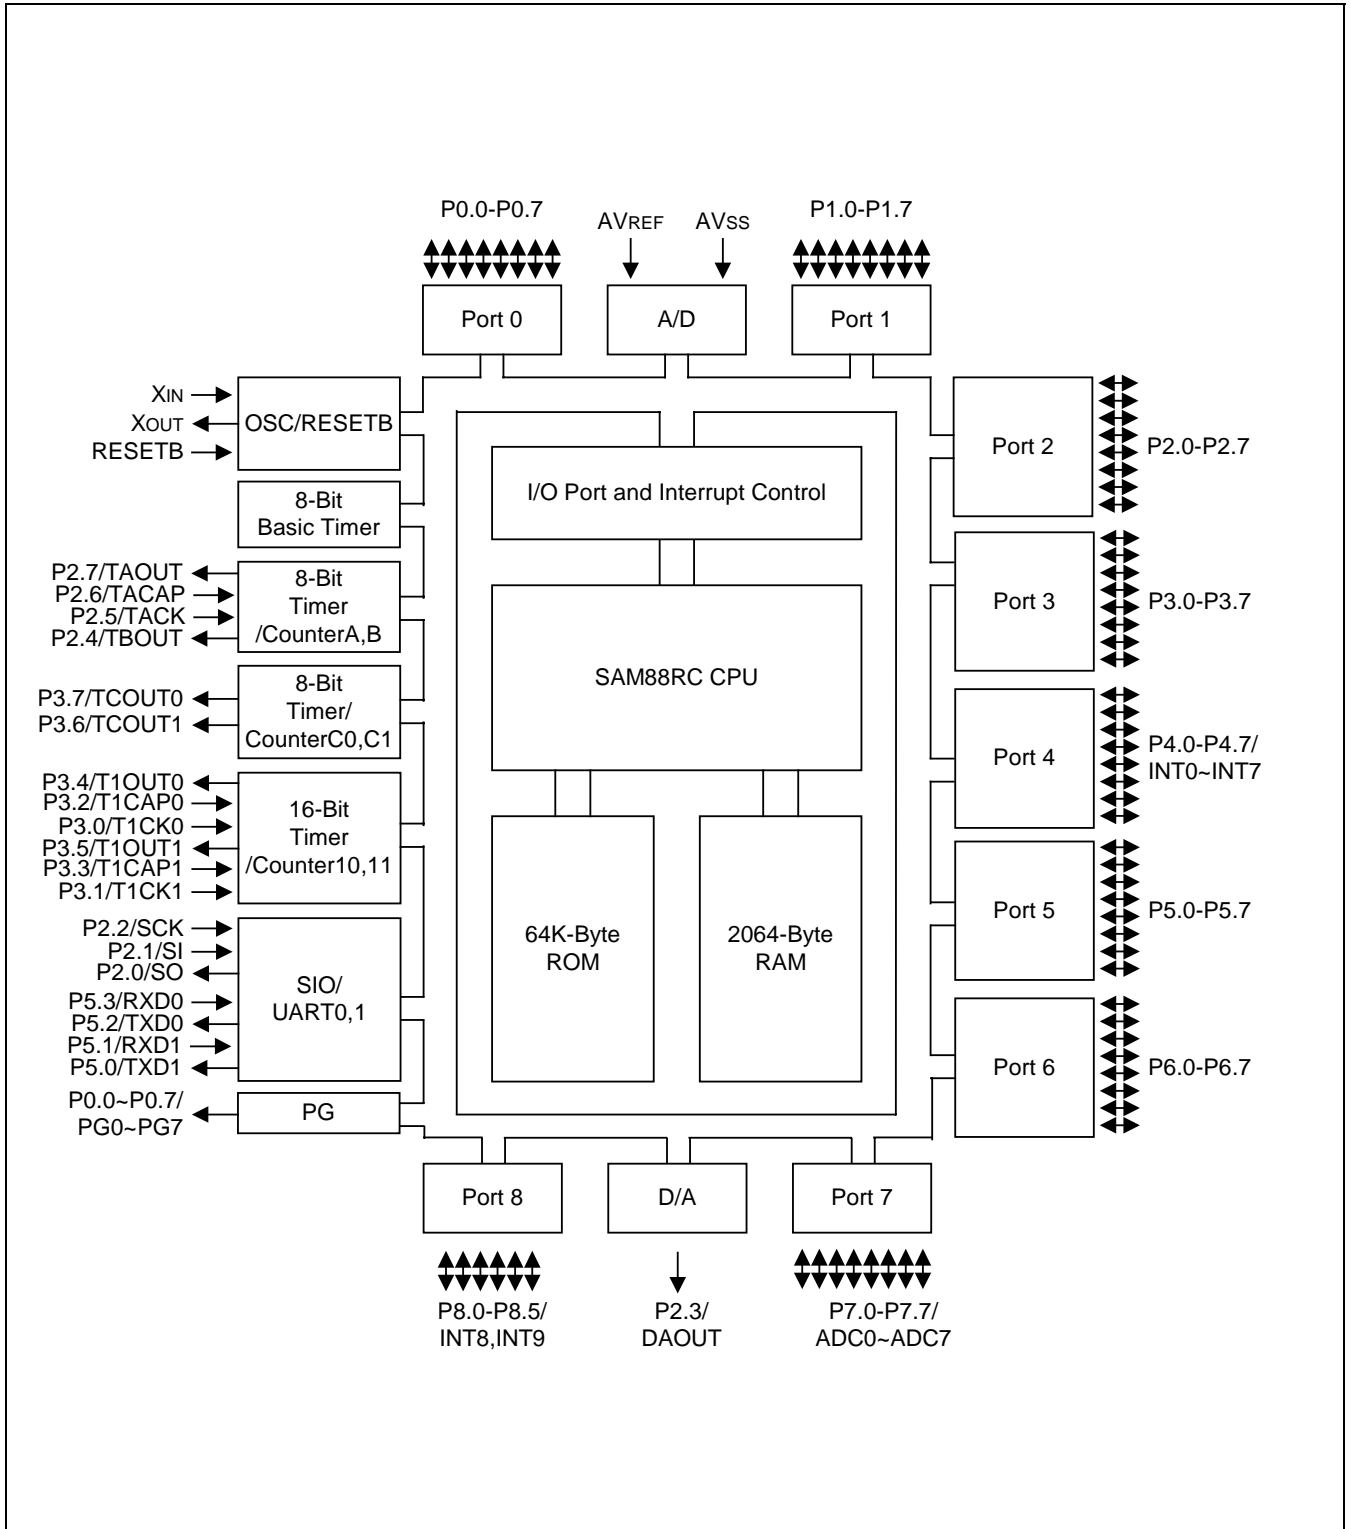 P0.0-P0.7
AVREF
AVSS
P1.0-P1.7
Port 0
A/D
Port 1
XIN
XOUT
RESETB
OSC/RESETB
Port 2
P2.0-P2.7
I/O Port and Interrupt Control
8-Bit
Basic Timer
P2.7/TAOUT
P2.6/TACAP
P2.5/TACK
P2.4/TBOUT
8-Bit
Timer
/CounterA,B
Port 3
P3.0-P3.7
SAM88RC CPU
P3.7/TCOUT0
P3.6/TCOUT1
8-Bit
Timer/
CounterC0,C1
Port 4
P4.0-P4.7/
INT0~INT7
P3.4/T1OUT0
P3.2/T1CAP0
P3.0/T1CK0
P3.5/T1OUT1
P3.3/T1CAP1
P3.1/T1CK1
16-Bit
Timer
/Counter10,11
64K-Byte
ROM
2064-Byte
RAM
Port 5
P5.0-P5.7
P2.2/SCK
P2.1/SI
P2.0/SO
P5.3/RXD0
P5.2/TXD0
P5.1/RXD1
P5.0/TXD1
SIO/
UART0,1
Port 6
P6.0-P6.7
P0.0~P0.7/
PG0~PG7
PG
Port 8
D/A
Port 7
P8.0-P8.5/
INT8,INT9
P2.3/
DAOUT
P7.0-P7.7/
ADC0~ADC7